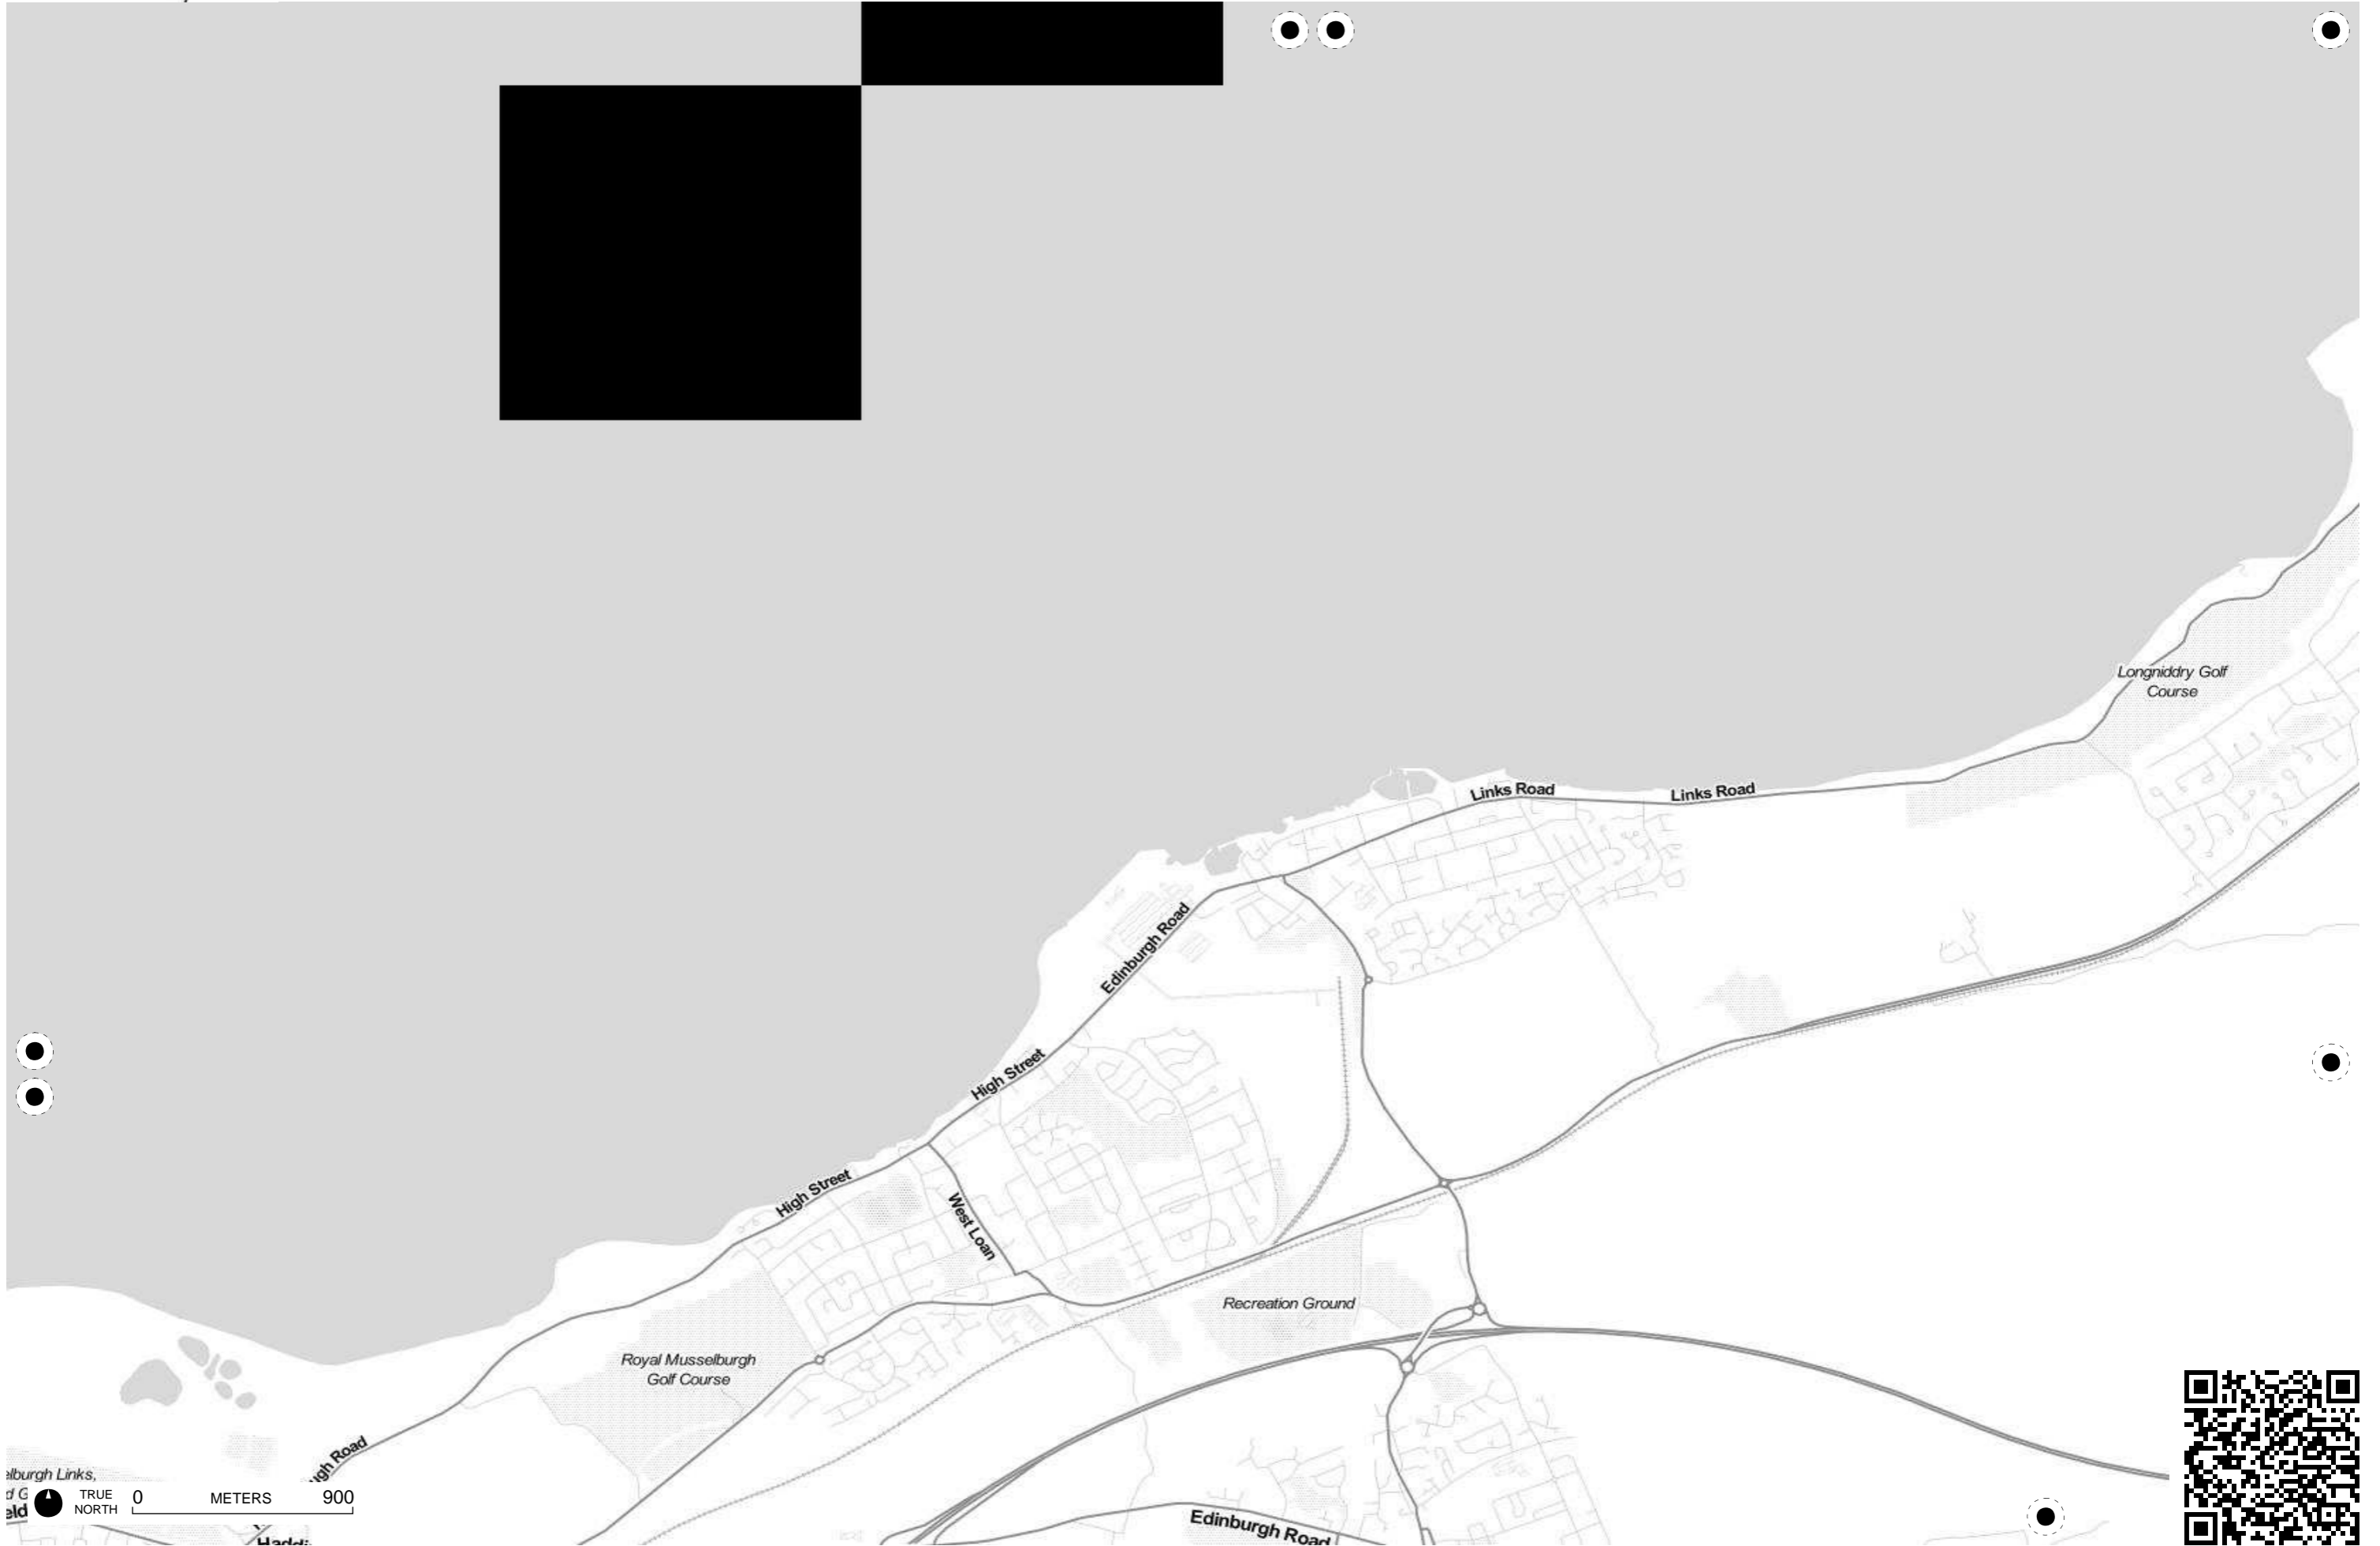 Longniddry Golf
Course
Links Road
Links Road
Edinburgh Road
High Street
High Street
West Loan
Recreation Ground
Royal Musselburgh
Golf Course
Road
Links,
TRUE
NORTH
0 METERS 900
Edinburgh Road